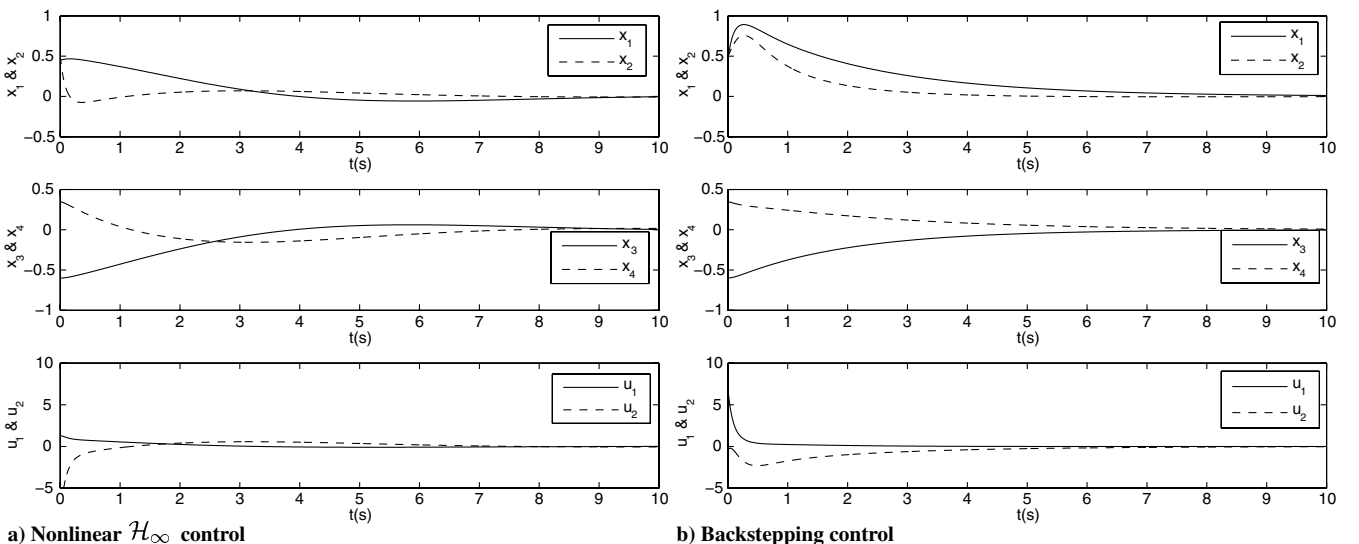 1
0.5
0
−0.5
x1 & x2
x1
x2
0 1 2 3 4 5 6 7 8 9 10
t(s)
0.5
0
−0.5
−1
x3 & x4
x3
x4
0 1 2 3 4 5 6 7 8 9 10
t(s)
10
5
0
−5
u1 & u2
u1
u2
0 1 2 3 4 5 6 7 8 9 10
t(s)
a) Nonlinear ℋ∞ control
1
0.5
0
−0.5
x1 & x2
x1
x2
0 1 2 3 4 5 6 7 8 9 10
t(s)
0.5
0
−0.5
−1
x3 & x4
x3
x4
0 1 2 3 4 5 6 7 8 9 10
t(s)
10
5
0
−5
u1 & u2
u1
u2
0 1 2 3 4 5 6 7 8 9 10
t(s)
b) Backstepping control